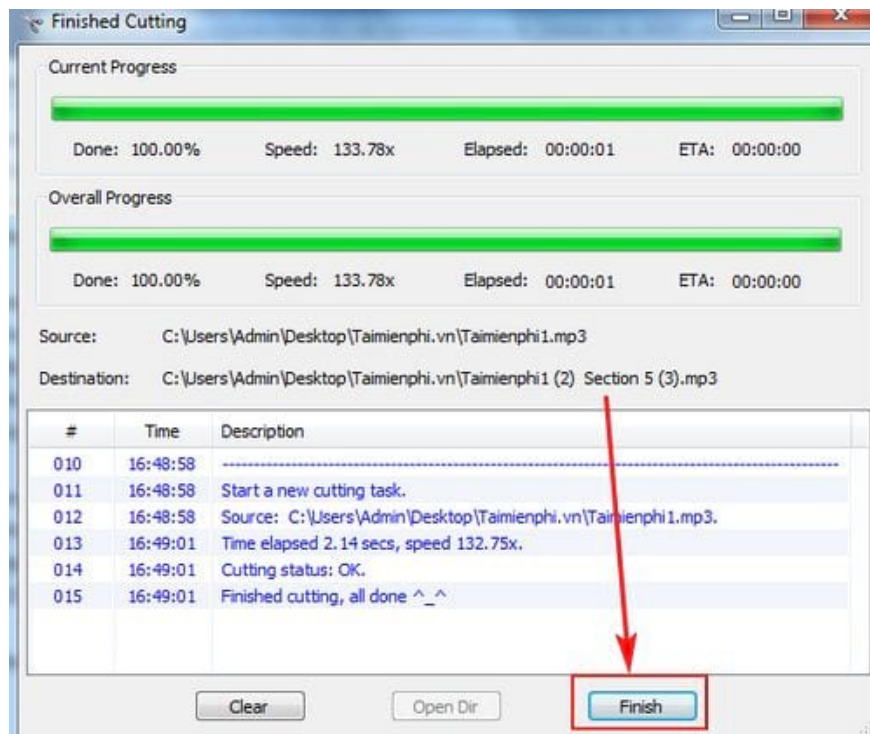 Finished Cutting
Current Progress
Done: 100.00% Speed: 133.78x Elapsed: 00:00:01 ETA: 00:00:00
Overall Progress
Done: 100.00% Speed: 133.78x Elapsed: 00:00:01 ETA: 00:00:00
Source: C:\Users\Admin\Desktop\Taimienphi.vn\Taimienphi1.mp3
Destination: C:\Users\Admin\Desktop\Taimienphi.vn\Taimienphi1 (2) Section 5 (3).mp3
# Time Description
010 16:48:58 --------------------------------------------------------------------------------
011 16:48:58 Start a new cutting task.
012 16:48:58 Source: C:\Users\Admin\Desktop\Taimienphi.vn\Taimienphi1.mp3.
013 16:49:01 Time elapsed 2.14 secs, speed 132.75x.
014 16:49:01 Cutting status: OK.
015 16:49:01 Finished cutting, all done ^_^
Clear Open Dir Finish